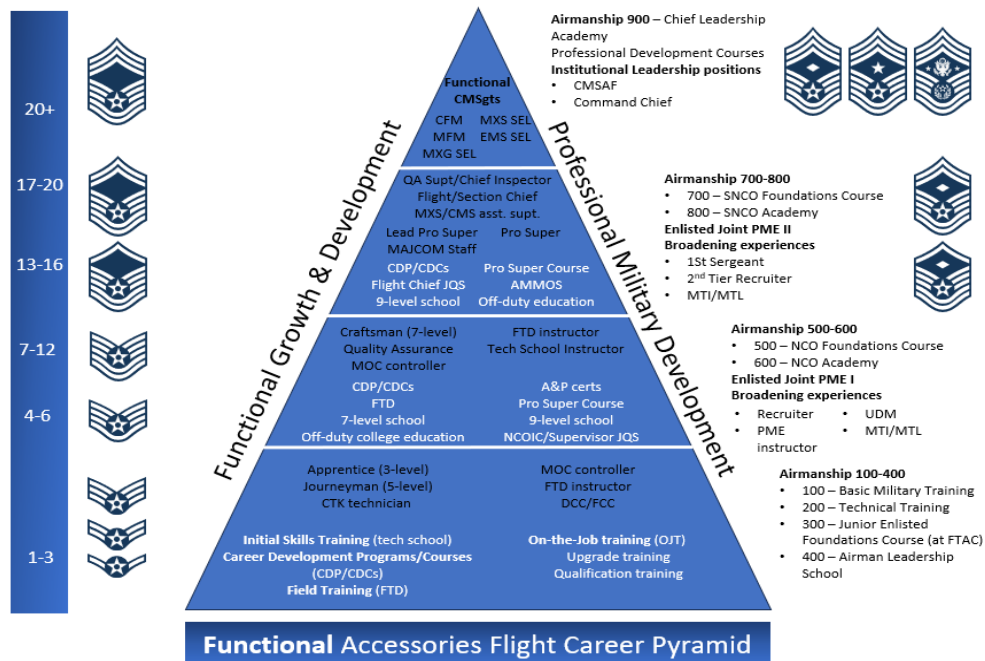 20+
17-20
13-16
7-12
4-6
1-3
Functional Growth & Development
Professional Military Development
Functional
CMSgts
CFM MXS SEL
MFM EMS SEL
MXG SEL
QA Supt/Chief Inspector
Flight/Section Chief
MXS/CMS asst. supt.
Lead Pro Super Pro Super
MAJCOM Staff
CDP/CDCs Pro Super Course
Flight Chief JQS AMMOS
9-level school Off-duty education
Craftsman (7-level) FTD instructor
Quality Assurance Tech School Instructor
MOC controller
CDP/CDCs A&P certs
FTD Pro Super Course
7-level school 9-level school
Off-duty college education NCOIC/Supervisor JQS
Apprentice (3-level) MOC controller
Journeyman (5-level) FTD instructor
CTK technician DCC/FCC
Initial Skills Training (tech school) On-the-Job training (OJT)
Career Development Programs/Courses Upgrade training
(CDP/CDCs) Qualification training
Field Training (FTD)
Airmanship 900 – Chief Leadership
Academy
Professional Development Courses
Institutional Leadership positions
• CMSAF
• Command Chief
Airmanship 700-800
• 700 – SNCO Foundations Course
• 800 – SNCO Academy
Enlisted Joint PME II
Broadening experiences
• 1St Sergeant
• 2nd Tier Recruiter
• MTI/MTL
Airmanship 500-600
• 500 – NCO Foundations Course
• 600 – NCO Academy
Enlisted Joint PME I
Broadening experiences
• Recruiter • UDM
• PME • MTI/MTL
instructor
Airmanship 100-400
• 100 – Basic Military Training
• 200 – Technical Training
• 300 – Junior Enlisted
Foundations Course (at FTAC)
• 400 – Airman Leadership
School
Functional Accessories Flight Career Pyramid